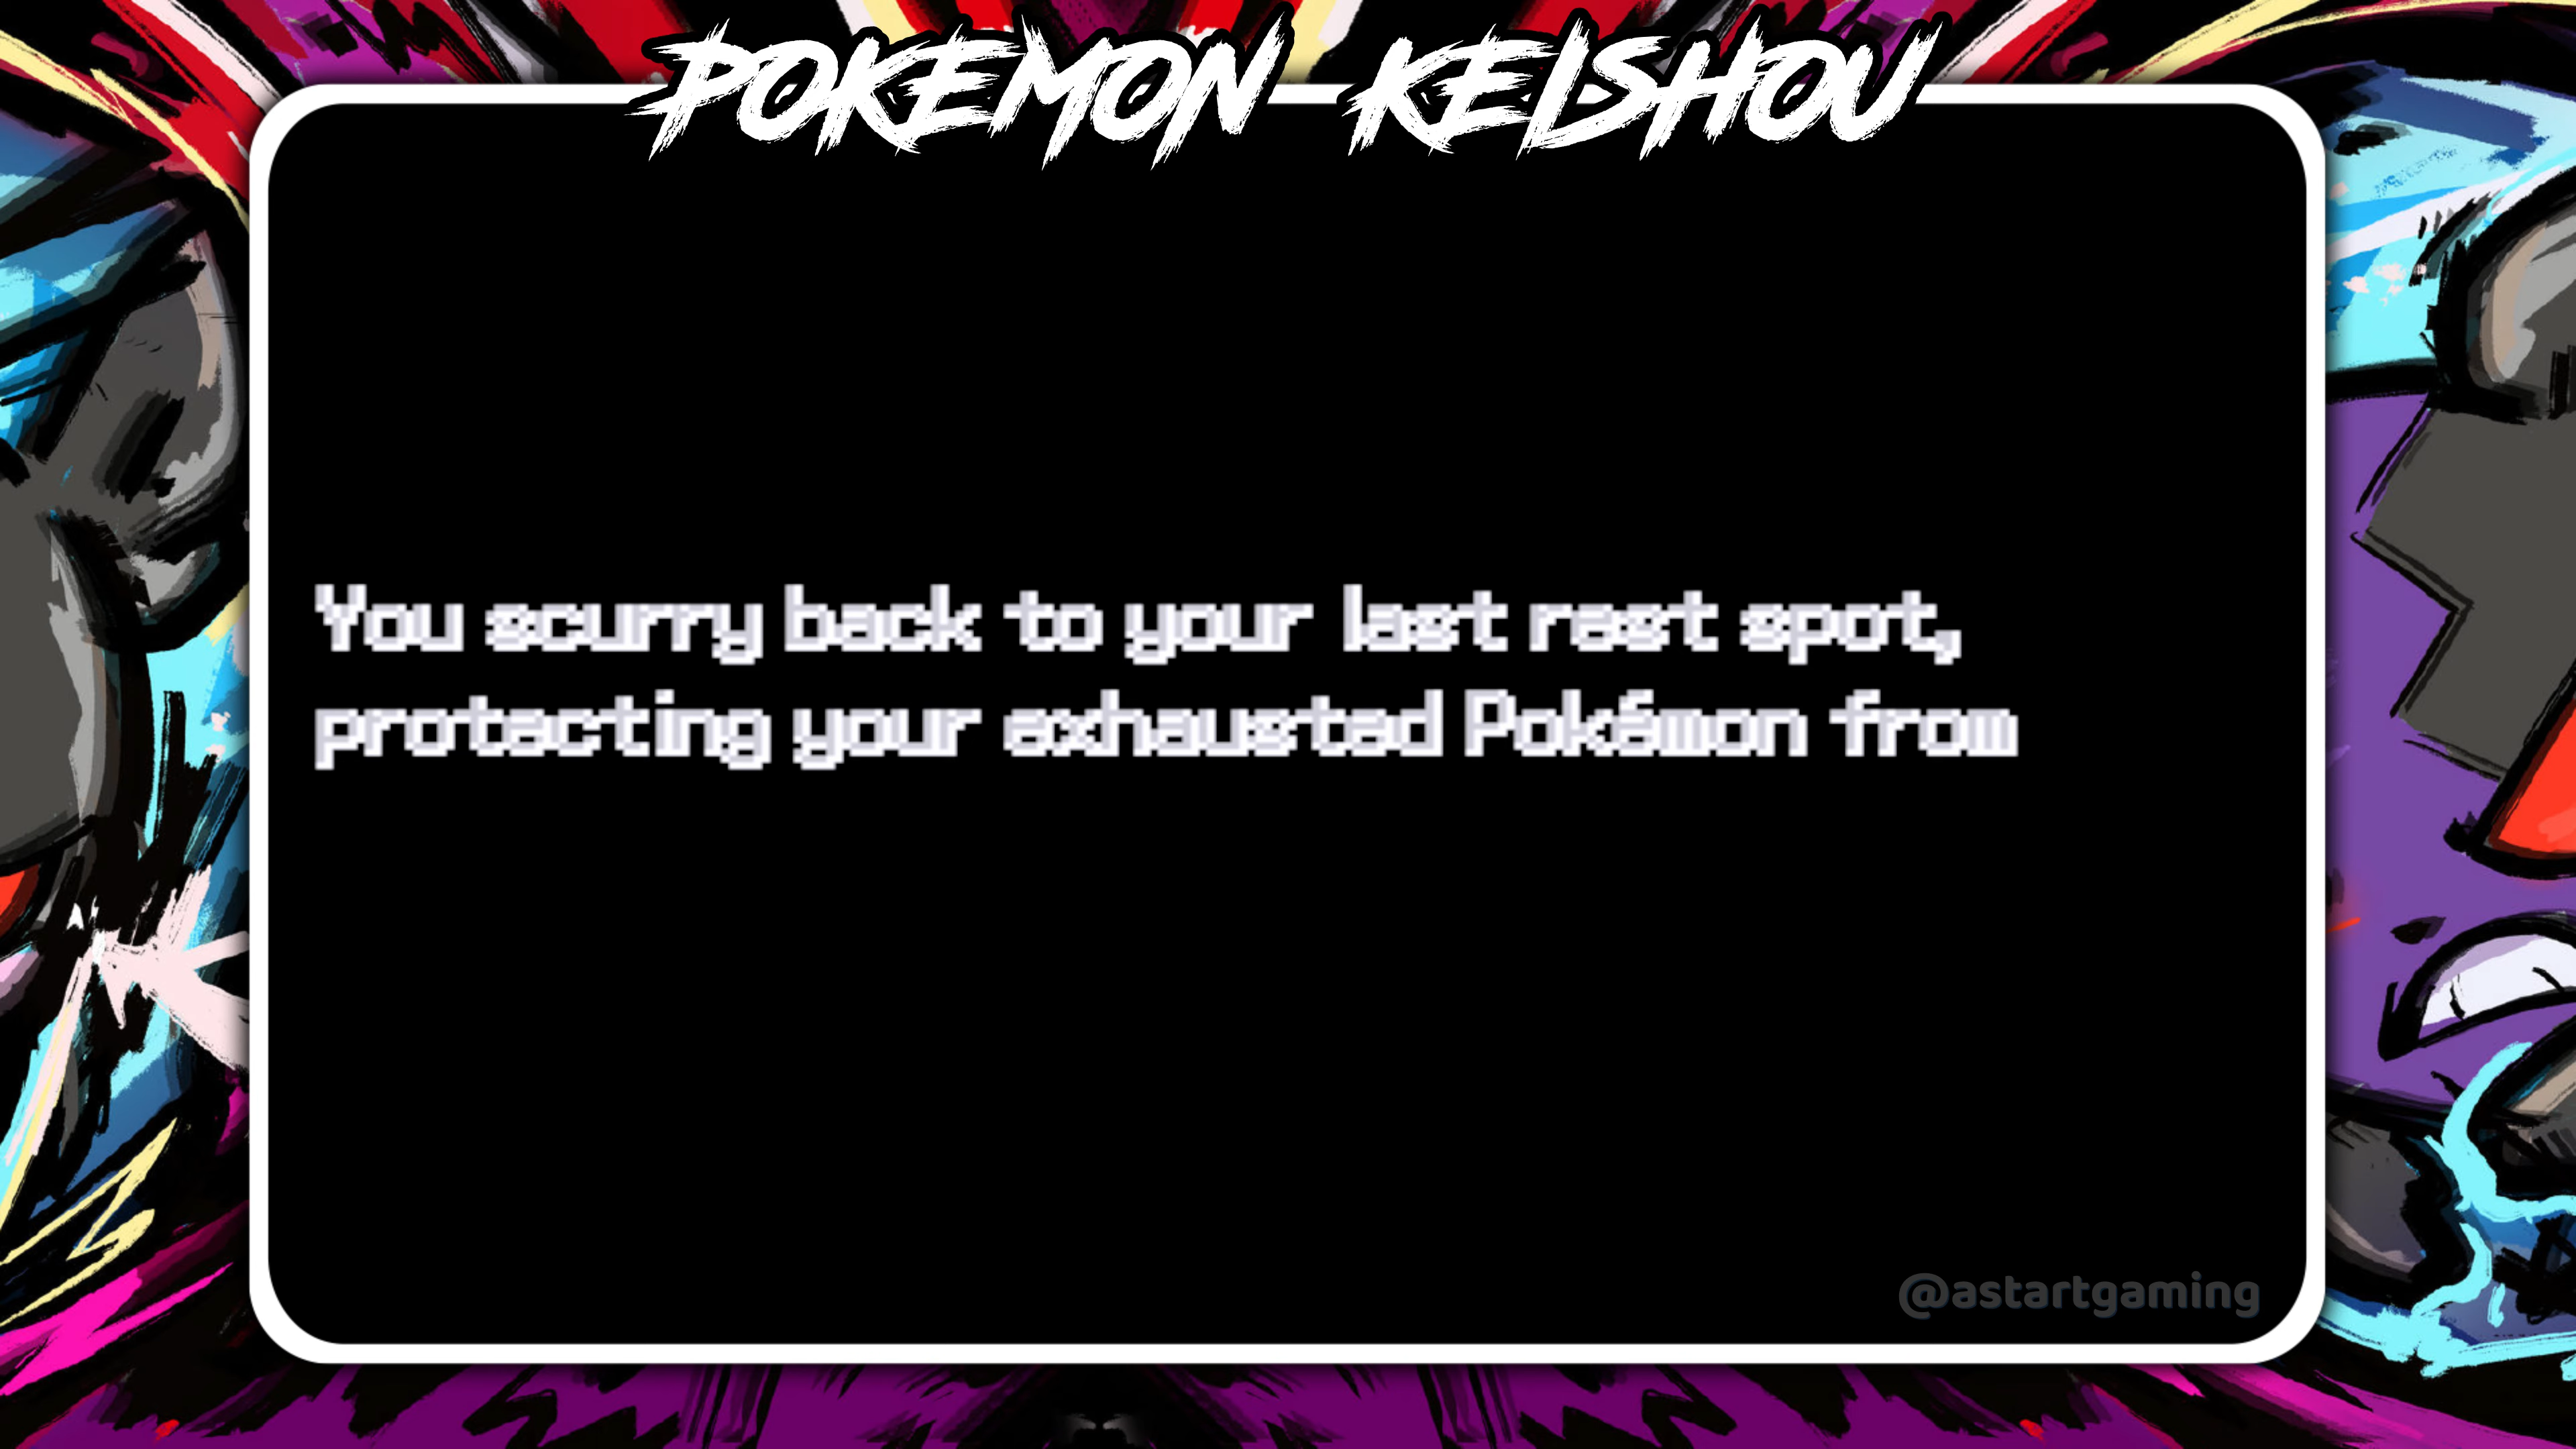 POKEMON KEISHOU
You scurry back to your last rest spot,
protecting your exhausted Pokémon from
@astartgaming